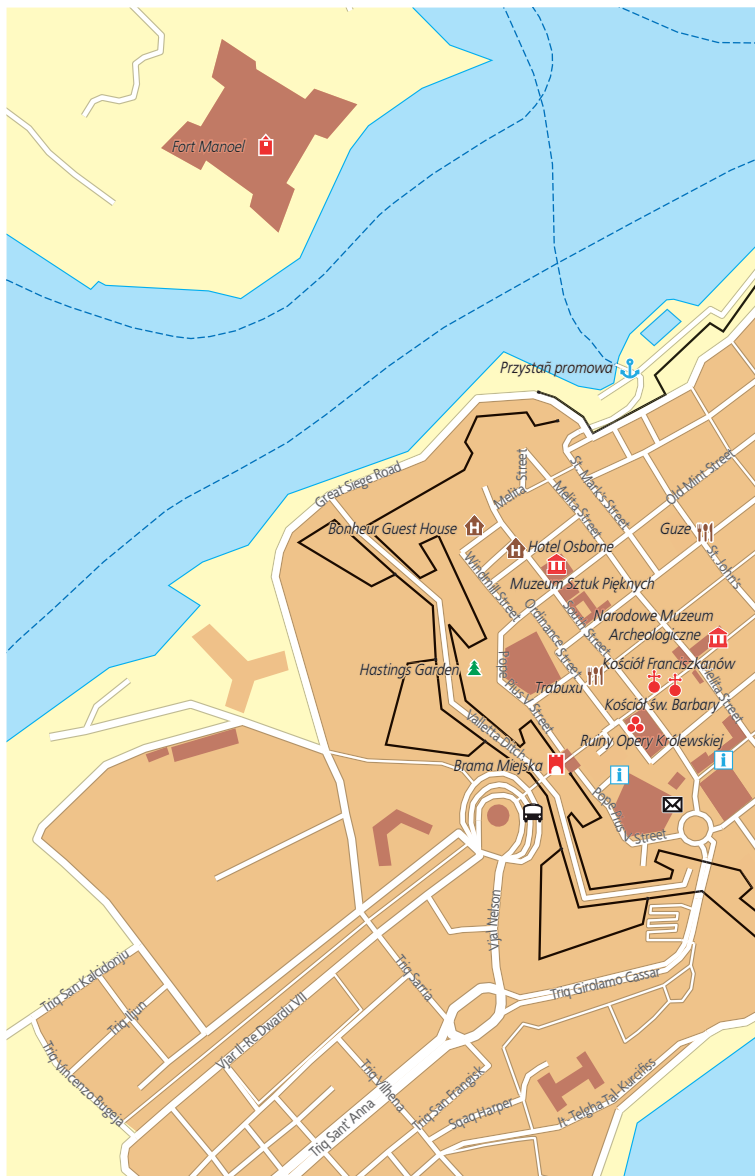 Fort Manoel
Przystań promowa
Great Siege Road
Melita Street
St. Mark's Street
Melita Street
Old Mint Street
Bonheur Guest House
H
Guze
H
Hotel Osborne
St. John's
Muzeum Sztuk Pięknych
Windmill Street
Ordinance Street
South Street
Narodowe Muzeum
Archeologiczne
Hastings Garden
Pope Pius V Street
Kościół Franciszkanów
Melita Street
Trabuxu
Kościół św. Barbary
Valletta Ditch
Ruiny Opery Królewskiej
Brama Miejska
i
i
Pope Pius V Street
Vjal Nelson
Triq San Kalcidonju
Triq Sarria
Triq Girolamo Cassar
Triq Iljun
Vjar Il-Re Dwardu VII
Triq Vincenzo Bugeja
Triq Vilhena
Triq San Frangisk
Sqaq Harper
It-Telgha Tal-Kurcifiss
Triq Sant' Anna